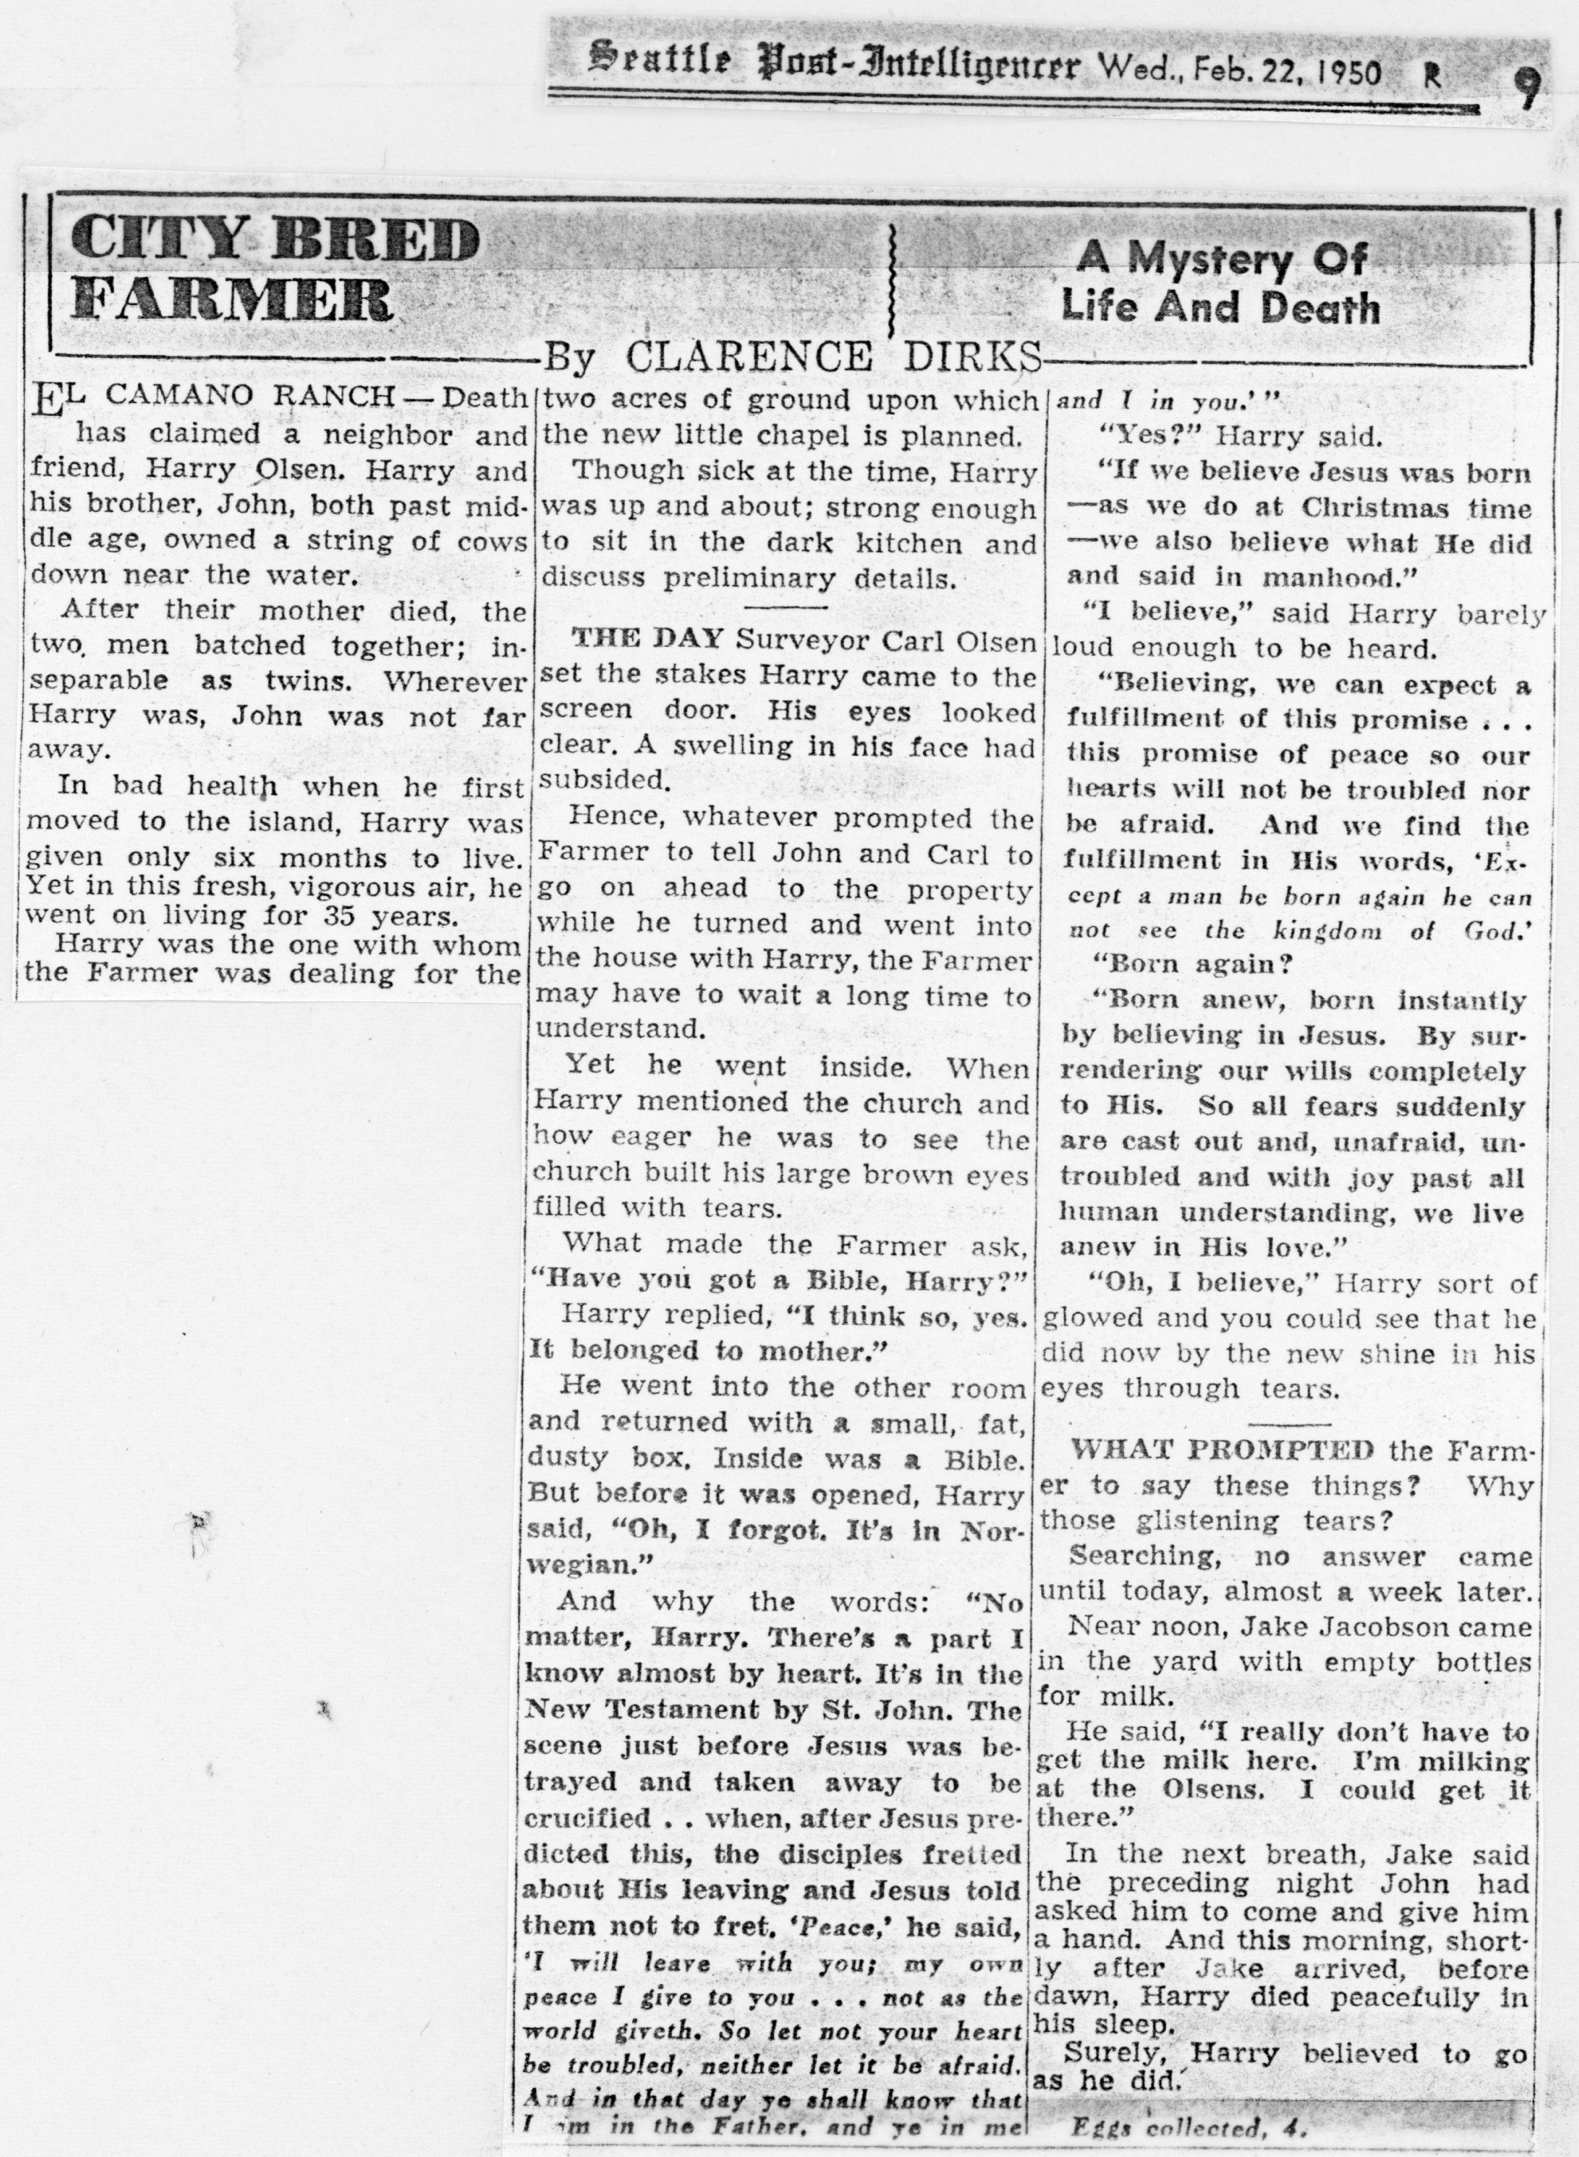 Seattle Post-Intelligencer Wed., Feb. 22, 1950 R 9
CITY BRED
FARMER
A Mystery Of
Life And Death
By CLARENCE DIRKS
EL CAMANO RANCH — Death
has claimed a neighbor and
friend, Harry Olsen. Harry and
his brother, John, both past mid-
dle age, owned a string of cows
down near the water.
After their mother died, the
two men batched together; in-
separable as twins. Wherever
Harry was, John was not far
away.
In bad health when he first
moved to the island, Harry was
given only six months to live.
Yet in this fresh, vigorous air, he
went on living for 35 years.
Harry was the one with whom
the Farmer was dealing for the
two acres of ground upon which
the new little chapel is planned.
Though sick at the time, Harry
was up and about; strong enough
to sit in the dark kitchen and
discuss preliminary details.
THE DAY Surveyor Carl Olsen
set the stakes Harry came to the
screen door. His eyes looked
clear. A swelling in his face had
subsided.
Hence, whatever prompted the
Farmer to tell John and Carl to
go on ahead to the property
while he turned and went into
the house with Harry, the Farmer
may have to wait a long time to
understand.
Yet he went inside. When
Harry mentioned the church and
how eager he was to see the
church built his large brown eyes
filled with tears.
What made the Farmer ask,
"Have you got a Bible, Harry?"
Harry replied, "I think so, yes.
It belonged to mother."
He went into the other room
and returned with a small, fat,
dusty box. Inside was a Bible.
But before it was opened, Harry
said, "Oh, I forgot. It's in Nor-
wegian."
And why the words: "No
matter, Harry. There's a part I
know almost by heart. It's in the
New Testament by St. John. The
scene just before Jesus was be-
trayed and taken away to be
crucified . . when, after Jesus pre-
dicted this, the disciples fretted
about His leaving and Jesus told
them not to fret. 'Peace,' he said,
'I will leave with you; my own
peace I give to you . . . not as the
world giveth. So let not your heart
be troubled, neither let it be afraid.
And in that day ye shall know that
I am in the Father, and ye in me
and I in you.'"
"Yes?" Harry said.
"If we believe Jesus was born
—as we do at Christmas time
—we also believe what He did
and said in manhood."
"I believe," said Harry barely
loud enough to be heard.
"Believing, we can expect a
fulfillment of this promise . . .
this promise of peace so our
hearts will not be troubled nor
be afraid. And we find the
fulfillment in His words, 'Ex-
cept a man be born again he can
not see the kingdom of God.'
"Born again?
"Born anew, born instantly
by believing in Jesus. By sur-
rendering our wills completely
to His. So all fears suddenly
are cast out and, unafraid, un-
troubled and with joy past all
human understanding, we live
anew in His love."
"Oh, I believe," Harry sort of
glowed and you could see that he
did now by the new shine in his
eyes through tears.
WHAT PROMPTED the Farm-
er to say these things? Why
those glistening tears?
Searching, no answer came
until today, almost a week later.
Near noon, Jake Jacobson came
in the yard with empty bottles
for milk.
He said, "I really don't have to
get the milk here. I'm milking
at the Olsens. I could get it
there."
In the next breath, Jake said
the preceding night John had
asked him to come and give him
a hand. And this morning, short-
ly after Jake arrived, before
dawn, Harry died peacefully in
his sleep.
Surely, Harry believed to go
as he did.
Eggs collected, 4.